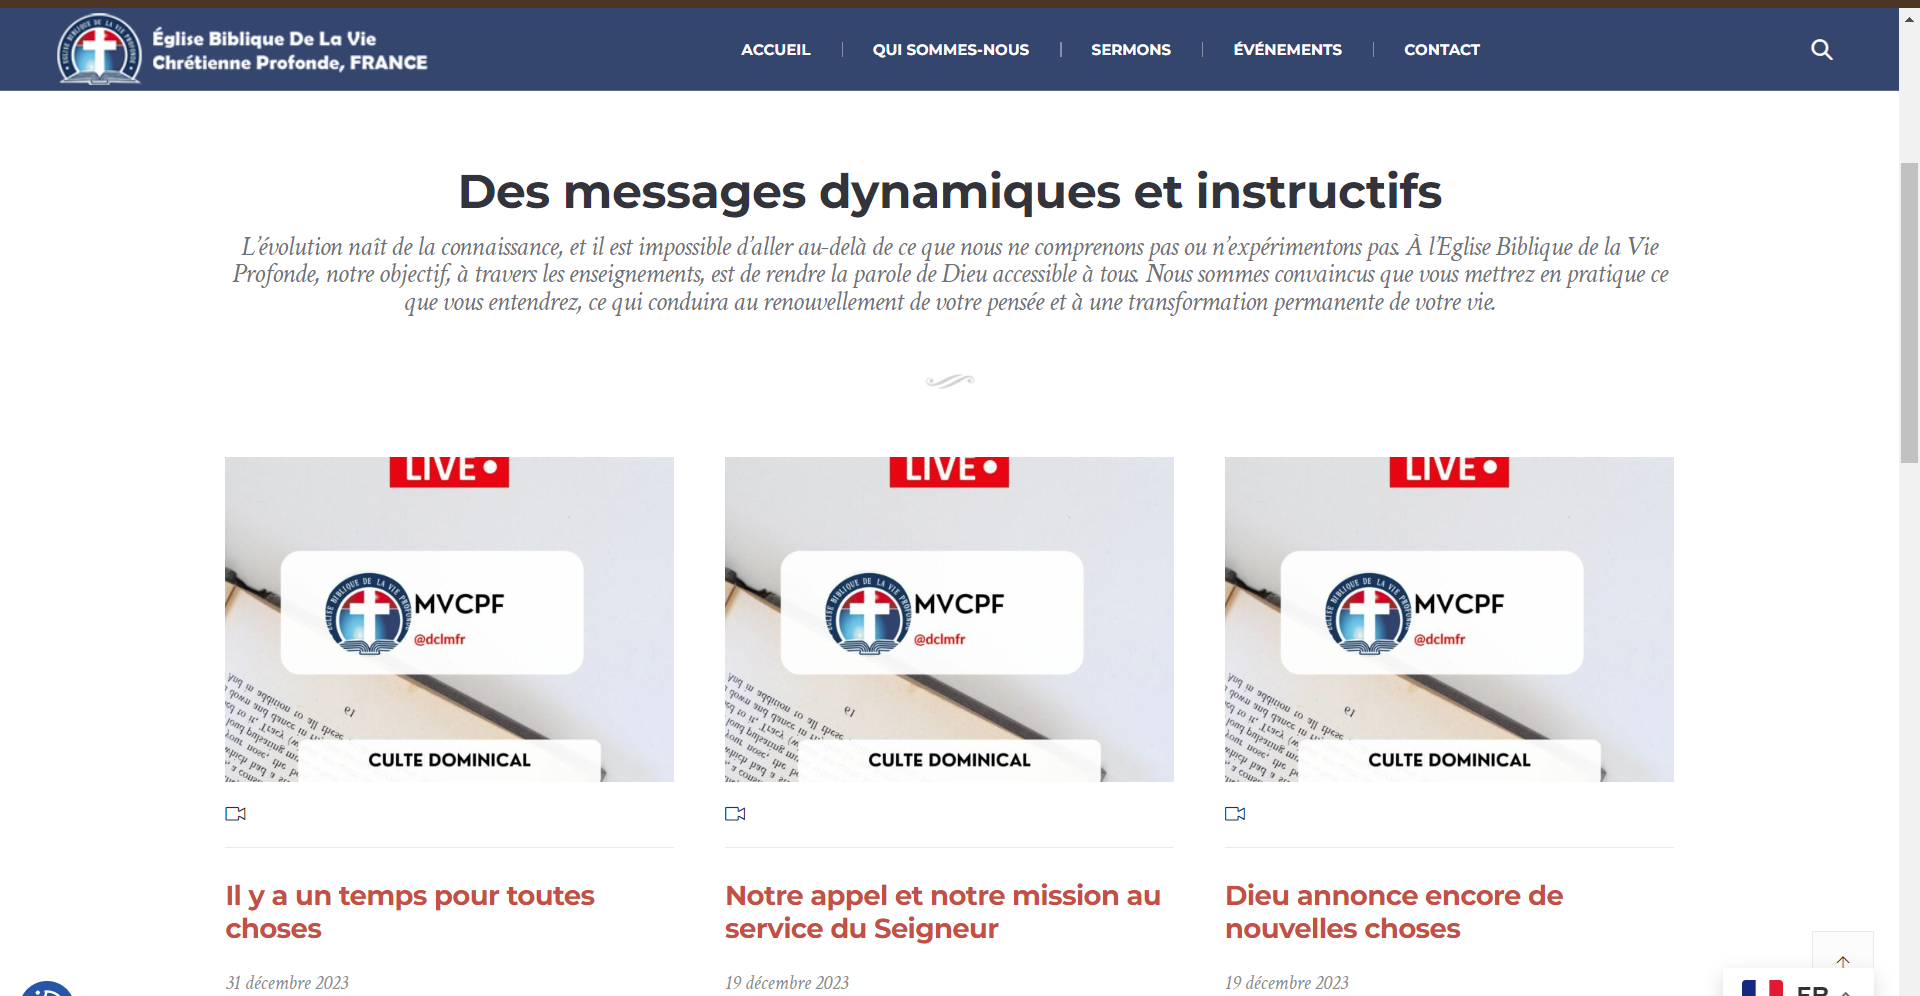 Église Biblique De La Vie
Chrétienne Profonde, FRANCE
ACCUEIL
QUI SOMMES-NOUS
SERMONS
ÉVÉNEMENTS
CONTACT
Des messages dynamiques et instructifs
L'évolution naît de la connaissance, et il est impossible d'aller au-delà de ce que nous ne comprenons pas ou n'expérimentons pas. À l'Eglise Biblique de la Vie
Profonde, notre objectif, à travers les enseignements, est de rendre la parole de Dieu accessible à tous. Nous sommes convaincus que vous mettrez en pratique ce
que vous entendrez, ce qui conduira au renouvellement de votre pensée et à une transformation permanente de votre vie.
LIVE
MVCPF
@dclmfr
CULTE DOMINICAL
LIVE
MVCPF
@dclmfr
CULTE DOMINICAL
LIVE
MVCPF
@dclmfr
CULTE DOMINICAL
Il y a un temps pour toutes
choses
31 décembre 2023
Notre appel et notre mission au
service du Seigneur
19 décembre 2023
Dieu annonce encore de
nouvelles choses
19 décembre 2023
FR